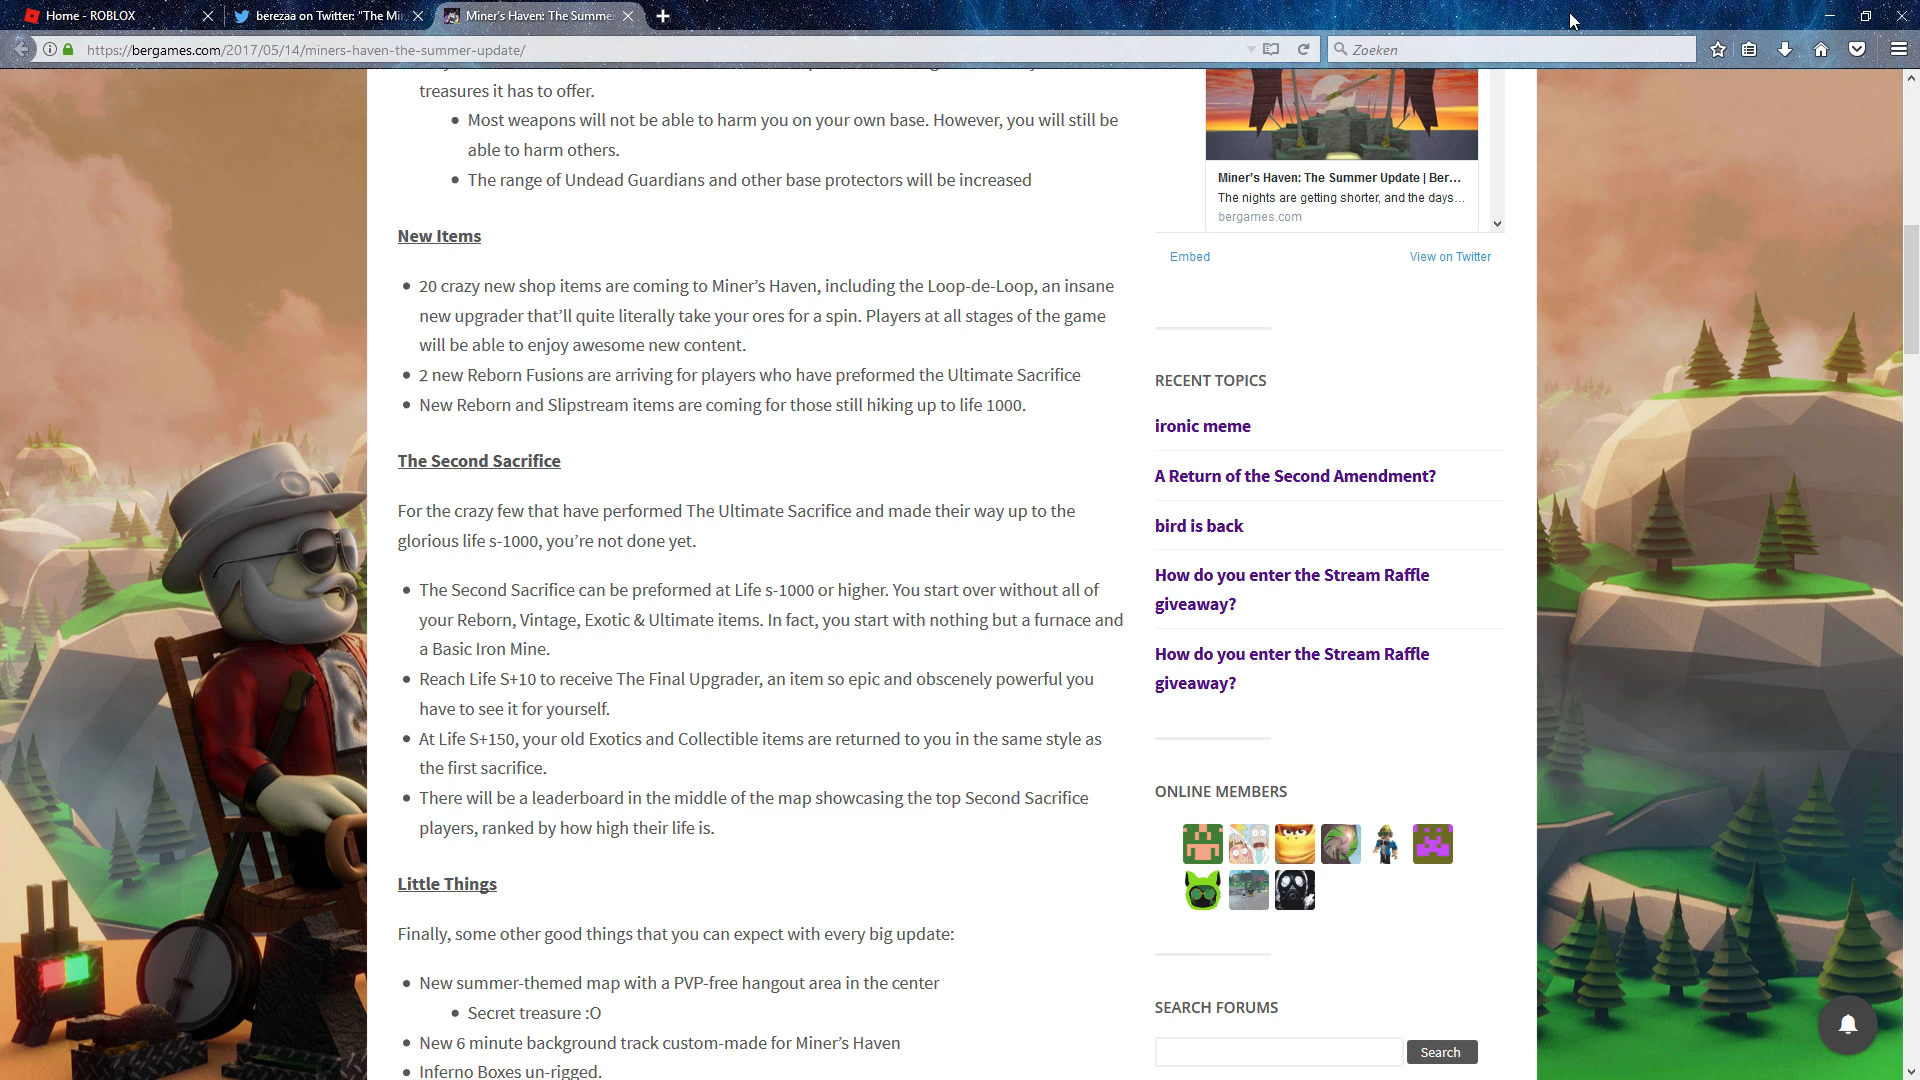 Home - ROBLOX
berezaa on Twitter: "The Mi
Miner's Haven: The Summe
https://bergames.com/2017/05/14/miners-haven-the-summer-update/
Zoeken
treasures it has to offer.
Most weapons will not be able to harm you on your own base. However, you will still be
able to harm others.
The range of Undead Guardians and other base protectors will be increased
New Items
20 crazy new shop items are coming to Miner’s Haven, including the Loop-de-Loop, an insane
new upgrader that’ll quite literally take your ores for a spin. Players at all stages of the game
will be able to enjoy awesome new content.
2 new Reborn Fusions are arriving for players who have preformed the Ultimate Sacrifice
New Reborn and Slipstream items are coming for those still hiking up to life 1000.
The Second Sacrifice
For the crazy few that have performed The Ultimate Sacrifice and made their way up to the
glorious life s-1000, you’re not done yet.
The Second Sacrifice can be preformed at Life s-1000 or higher. You start over without all of
your Reborn, Vintage, Exotic & Ultimate items. In fact, you start with nothing but a furnace and
a Basic Iron Mine.
Reach Life S+10 to receive The Final Upgrader, an item so epic and obscenely powerful you
have to see it for yourself.
At Life S+150, your old Exotics and Collectible items are returned to you in the same style as
the first sacrifice.
There will be a leaderboard in the middle of the map showcasing the top Second Sacrifice
players, ranked by how high their life is.
Little Things
Finally, some other good things that you can expect with every big update:
New summer-themed map with a PVP-free hangout area in the center
Secret treasure :O
New 6 minute background track custom-made for Miner’s Haven
Inferno Boxes un-rigged.
Miner's Haven: The Summer Update | Ber...
The nights are getting shorter, and the days...
bergames.com
Embed
View on Twitter
RECENT TOPICS
ironic meme
A Return of the Second Amendment?
bird is back
How do you enter the Stream Raffle
giveaway?
How do you enter the Stream Raffle
giveaway?
ONLINE MEMBERS
SEARCH FORUMS
Search